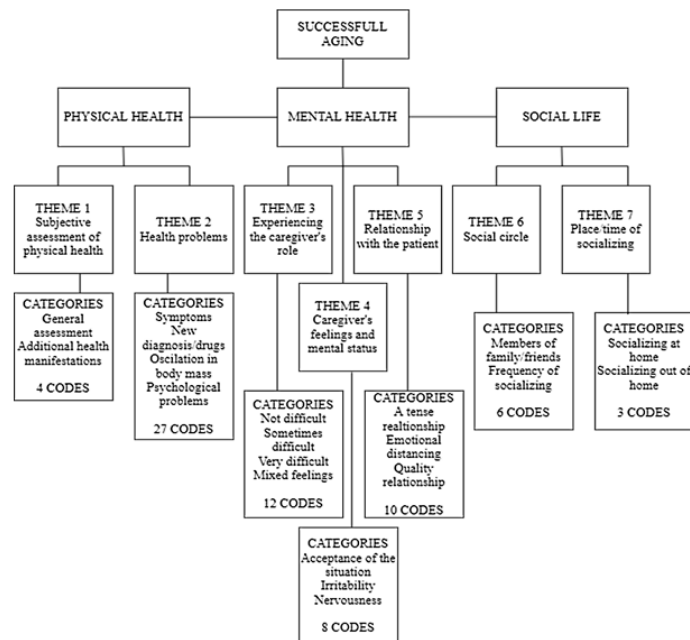 SUCCESSFULL
AGING
PHYSICAL HEALTH
MENTAL HEALTH
SOCIAL LIFE
THEME 1
Subjective
assessment of
physical health
THEME 2
Health problems
THEME 3
Experiencing
the caregiver's
role
THEME 5
Relationship
with the patient
THEME 6
Social circle
THEME 7
Place/time of
socializing
THEME 4
Caregiver's
feelings and
mental status
CATEGORIES
General
assessment
Additional health
manifestations
4 CODES
CATEGORIES
Symptoms
New
diagnosis/drugs
Oscilation in
body mass
Psychological
problems
27 CODES
CATEGORIES
Not difficult
Sometimes
difficult
Very difficult
Mixed feelings
12 CODES
CATEGORIES
A tense
realtionship
Emotional
distancing
Quality
relationship
10 CODES
CATEGORIES
Members of
family/friends
Frequency of
socializing
6 CODES
CATEGORIES
Socializing at
home
Socializing out of
home
3 CODES
CATEGORIES
Acceptance of the
situation
Irritability
Nervousness
8 CODES